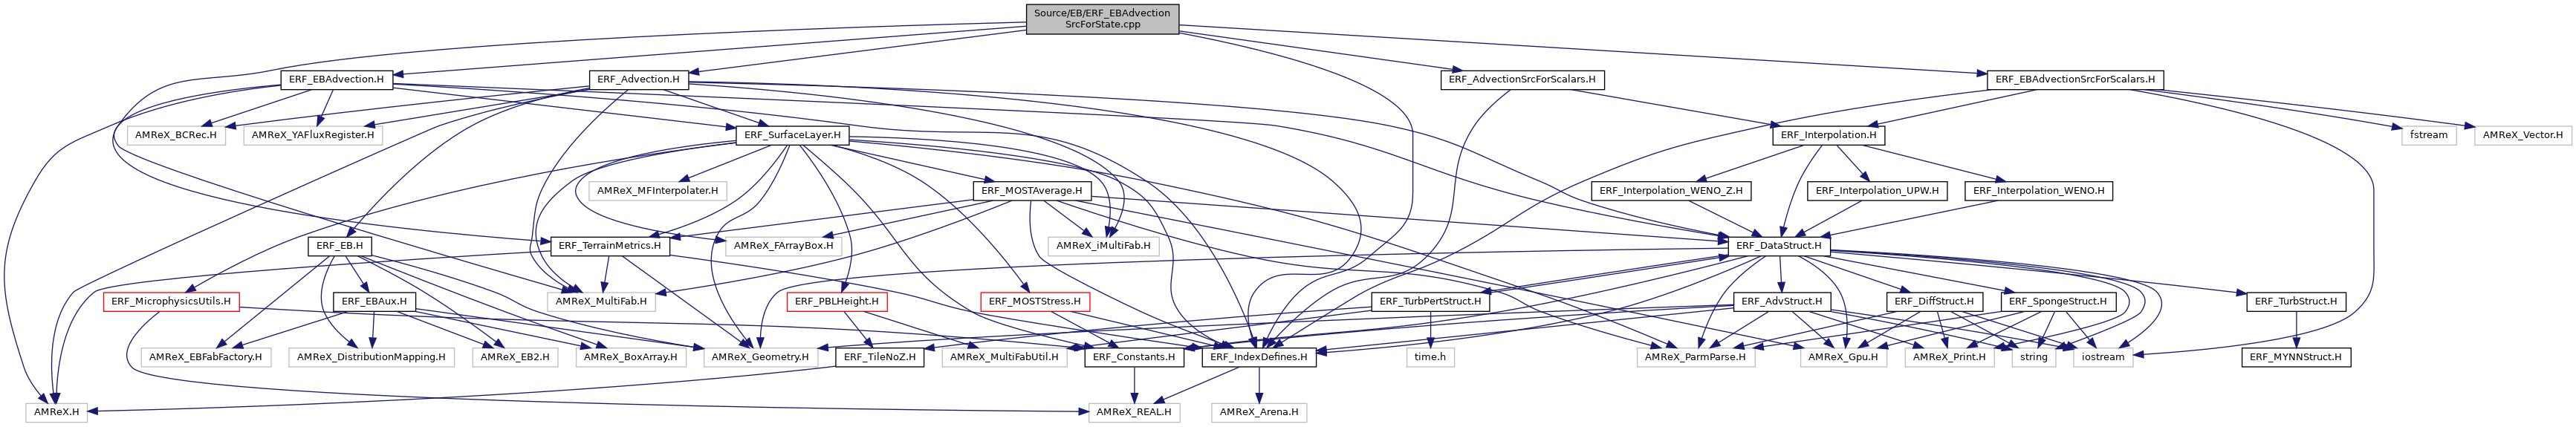 Source/EB/ERF_EBAdvection
SrcForState.cpp
ERF_EBAdvection.H
ERF_Advection.H
ERF_AdvectionSrcForScalars.H
ERF_EBAdvectionSrcForScalars.H
AMReX_BCRec.H
AMReX_YAFluxRegister.H
ERF_SurfaceLayer.H
ERF_Interpolation.H
fstream
AMReX_Vector.H
AMReX_MFInterpolater.H
ERF_MOSTAverage.H
ERF_Interpolation_WENO_Z.H
ERF_Interpolation_UPW.H
ERF_Interpolation_WENO.H
ERF_EB.H
ERF_TerrainMetrics.H
AMReX_FArrayBox.H
AMReX_iMultiFab.H
ERF_DataStruct.H
ERF_MicrophysicsUtils.H
ERF_EBAux.H
AMReX_MultiFab.H
ERF_PBLHeight.H
ERF_MOSTStress.H
ERF_TurbPertStruct.H
ERF_AdvStruct.H
ERF_DiffStruct.H
ERF_SpongeStruct.H
ERF_TurbStruct.H
AMReX_EBFabFactory.H
AMReX_DistributionMapping.H
AMReX_EB2.H
AMReX_BoxArray.H
AMReX_Geometry.H
ERF_TileNoZ.H
AMReX_MultiFabUtil.H
ERF_Constants.H
ERF_IndexDefines.H
time.h
AMReX_ParmParse.H
AMReX_Gpu.H
AMReX_Print.H
string
iostream
ERF_MYNNStruct.H
AMReX.H
AMReX_REAL.H
AMReX_Arena.H